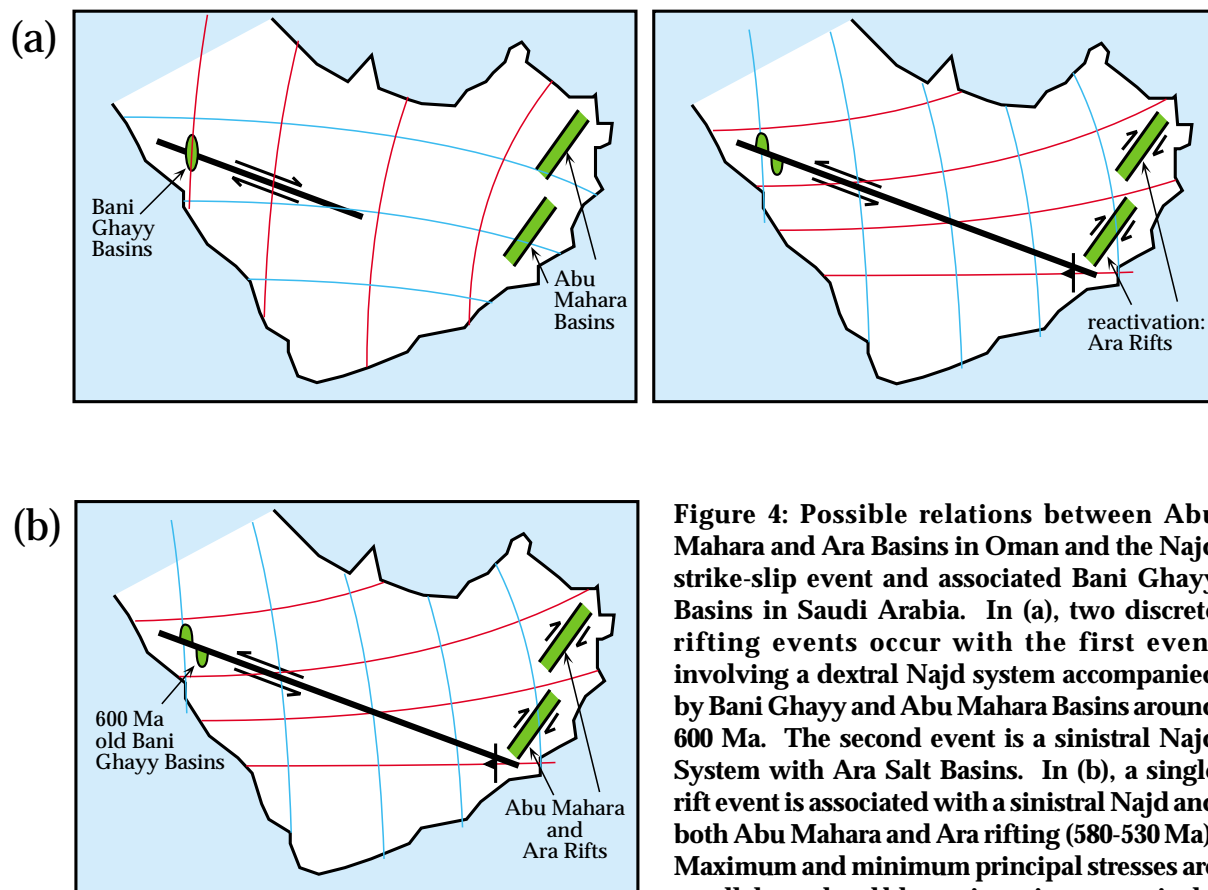 (a)
Bani
Ghayy
Basins
Abu
Mahara
Basins
reactivation:
Ara Rifts
(b)
600 Ma
old Bani
Ghayy Basins
Abu Mahara
and
Ara Rifts
Figure 4: Possible relations between Abu
Mahara and Ara Basins in Oman and the Najd
strike-slip event and associated Bani Ghayy
Basins in Saudi Arabia. In (a), two discrete
rifting events occur with the first event
involving a dextral Najd system accompanied
by Bani Ghayy and Abu Mahara Basins around
600 Ma. The second event is a sinistral Najd
System with Ara Salt Basins. In (b), a single
rift event is associated with a sinistral Najd and
both Abu Mahara and Ara rifting (580-530 Ma)
Maximum and minimum principal stresses are